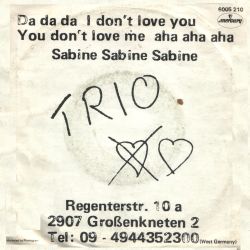 6005 210
Da da da I don't love you
mercury
You don't love me aha aha aha
Sabine Sabine Sabine
TRIO
Regenterstr. 10 a
2907 Großenkneten 2
Tel: 09 - 4944352300
(West Germany)